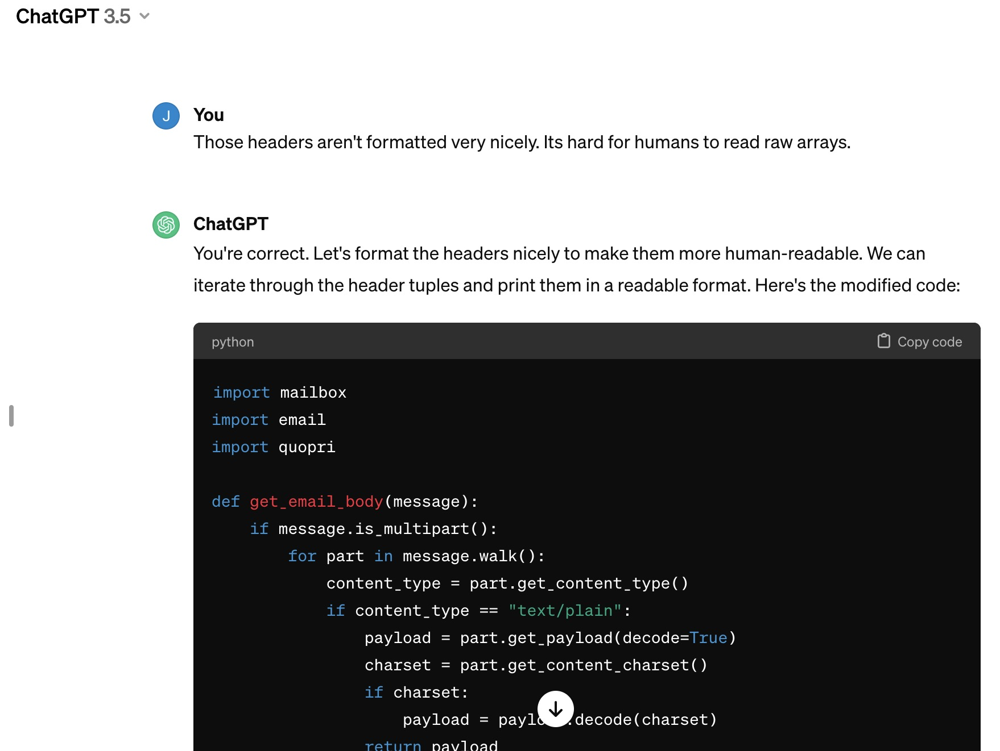 ChatGPT 3.5
J
You
Those headers aren't formatted very nicely. Its hard for humans to read raw arrays.
ChatGPT
You're correct. Let's format the headers nicely to make them more human-readable. We can
iterate through the header tuples and print them in a readable format. Here's the modified code:
python
Copy code
import mailbox
import email
import quopri
def get_email_body(message):
if message.is_multipart():
for part in message.walk():
content_type = part.get_content_type()
if content_type == "text/plain":
payload = part.get_payload(decode=True)
charset = part.get_content_charset()
if charset:
payload = .decode(charset)
return payload